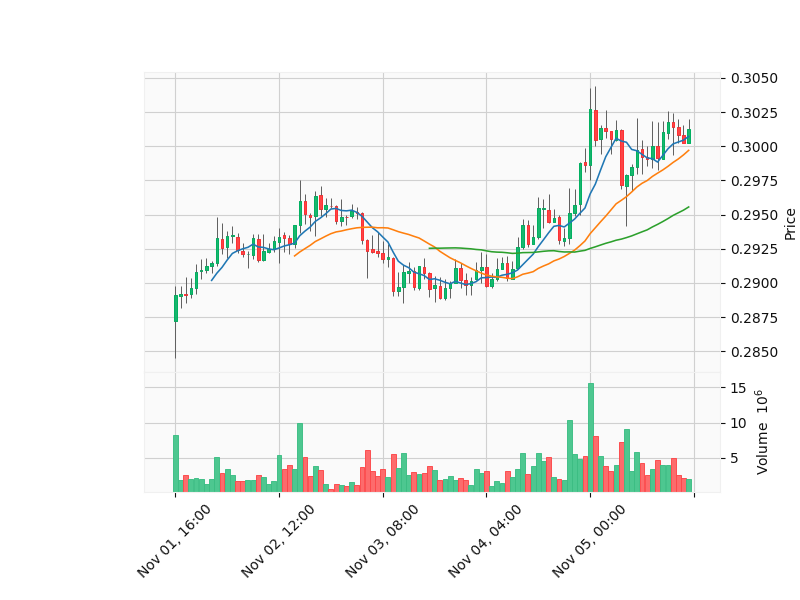 0.3050
0.3025
0.3000
0.2975
0.2950
0.2925
0.2900
0.2875
0.2850
Price
15
10
5
Volume 10^6
Nov 01, 16:00
Nov 02, 12:00
Nov 03, 08:00
Nov 04, 04:00
Nov 05, 00:00